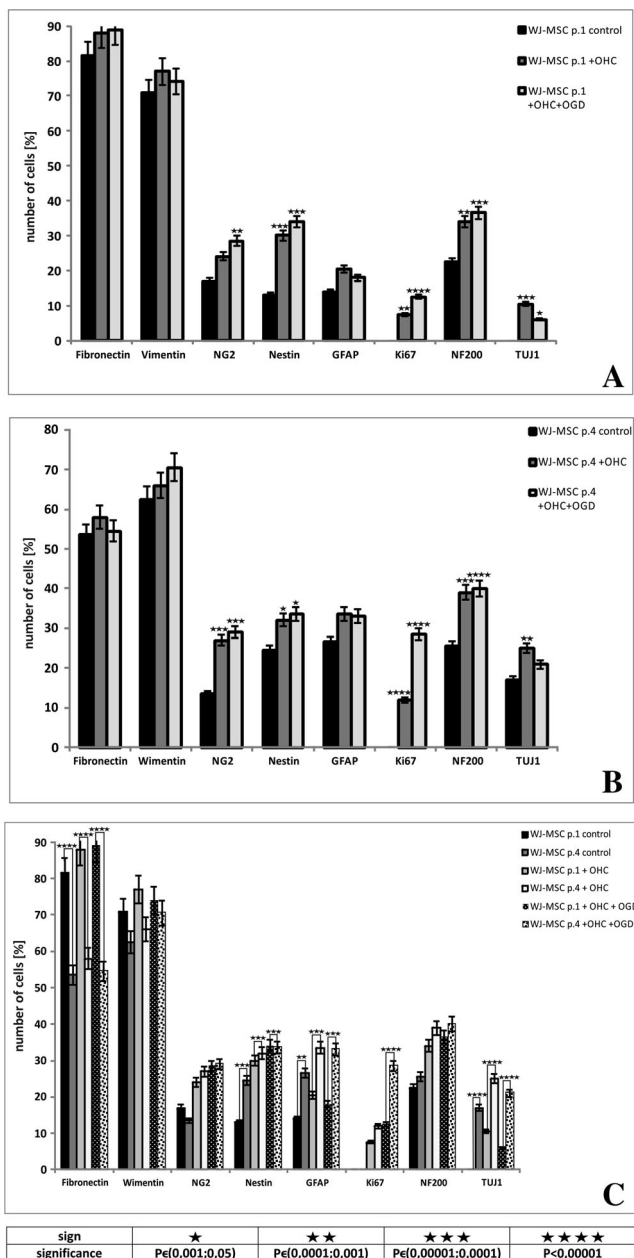 WJ-MSC p.1 control
WJ-MSC p.1 +OHC
WJ-MSC p.1
+OHC+OGD
number of cells [%]
90
80
70
60
50
40
30
20
10
0
★★
★★★ ★★★
★★ ★★★★
★★ ★★★
★★★ ★
Fibronectin Vimentin NG2 Nestin GFAP Ki67 NF200 TUJ1
A
WJ-MSC p.4 control
WJ-MSC p.4 +OHC
WJ-MSC p.4
+OHC+OGD
number of cells [%]
80
70
60
50
40
30
20
10
0
★★★ ★★★
★ ★
★★★★ ★★★★
★★★ ★★★★
★★
Fibronectin Wimentin NG2 Nestin GFAP Ki67 NF200 TUJ1
B
WJ-MSC p.1 control
WJ-MSC p.4 control
WJ-MSC p.1 + OHC
WJ-MSC p.4 + OHC
WJ-MSC p.1 + OHC + OGD
WJ-MSC p.4 +OHC +OGD
number of cells [%]
90
80
70
60
50
40
30
20
10
0
★★★★ ★★★★ ★★★★
★★★ ★★★ ★★★
★★ ★★★ ★★★
★★★★
★★★★ ★★★★ ★★★★
Fibronectin Wimentin NG2 Nestin GFAP Ki67 NF200 TUJ1
C
sign ★ ★★ ★★★ ★★★★
significance Pϵ(0.001;0.05) Pϵ(0.0001;0.001) Pϵ(0.00001;0.0001) P<0.00001